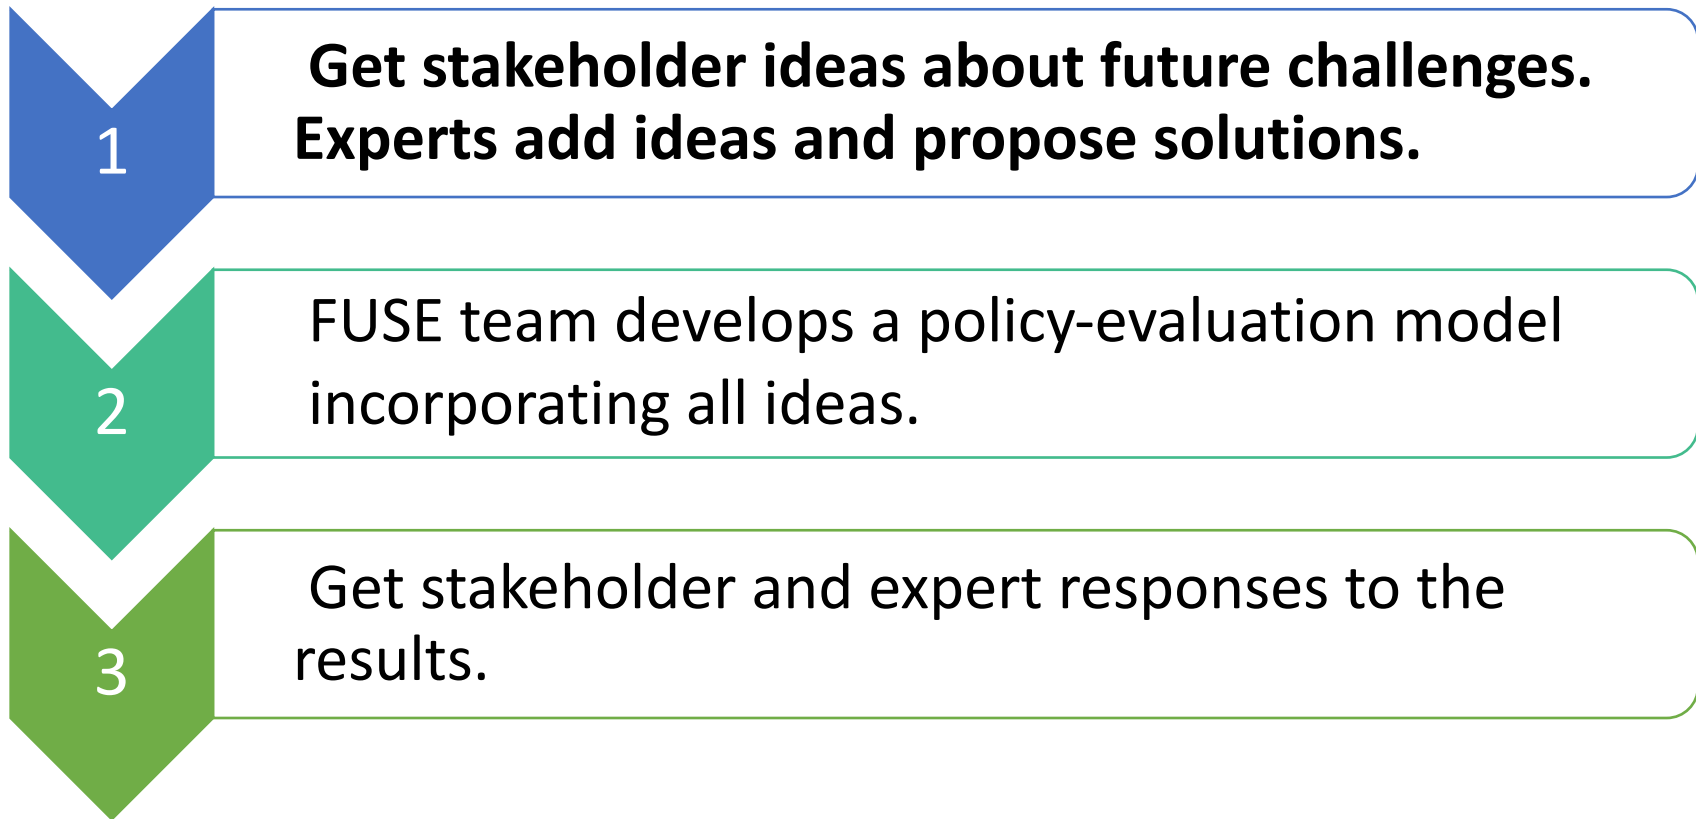 1
Get stakeholder ideas about future challenges.
Experts add ideas and propose solutions.
2
FUSE team develops a policy-evaluation model
incorporating all ideas.
3
Get stakeholder and expert responses to the
results.